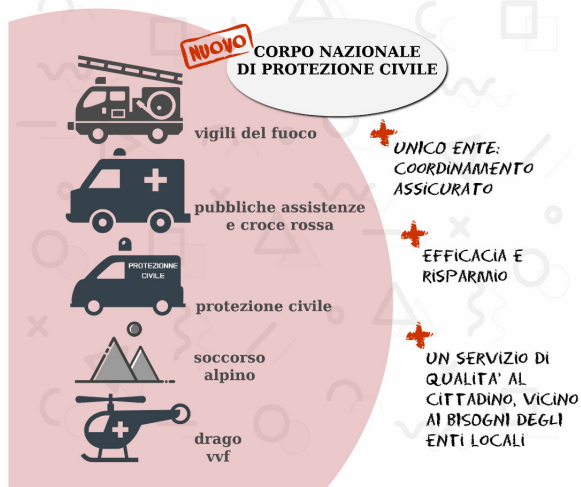 NUOVO
CORPO NAZIONALE
DI PROTEZIONE CIVILE
vigili del fuoco
UNICO ENTE:
COORDINAMENTO
ASSICURATO
pubbliche assistenze
e croce rossa
EFFICACIA E
RISPARMIO
PROTEZIONNE
CIVILE
protezione civile
soccorso
alpino
UN SERVIZIO DI
QUALITA' AL
CITTADINO, VICINO
AI BISOGNI DEGLI
ENTI LOCALI
drago
vvf